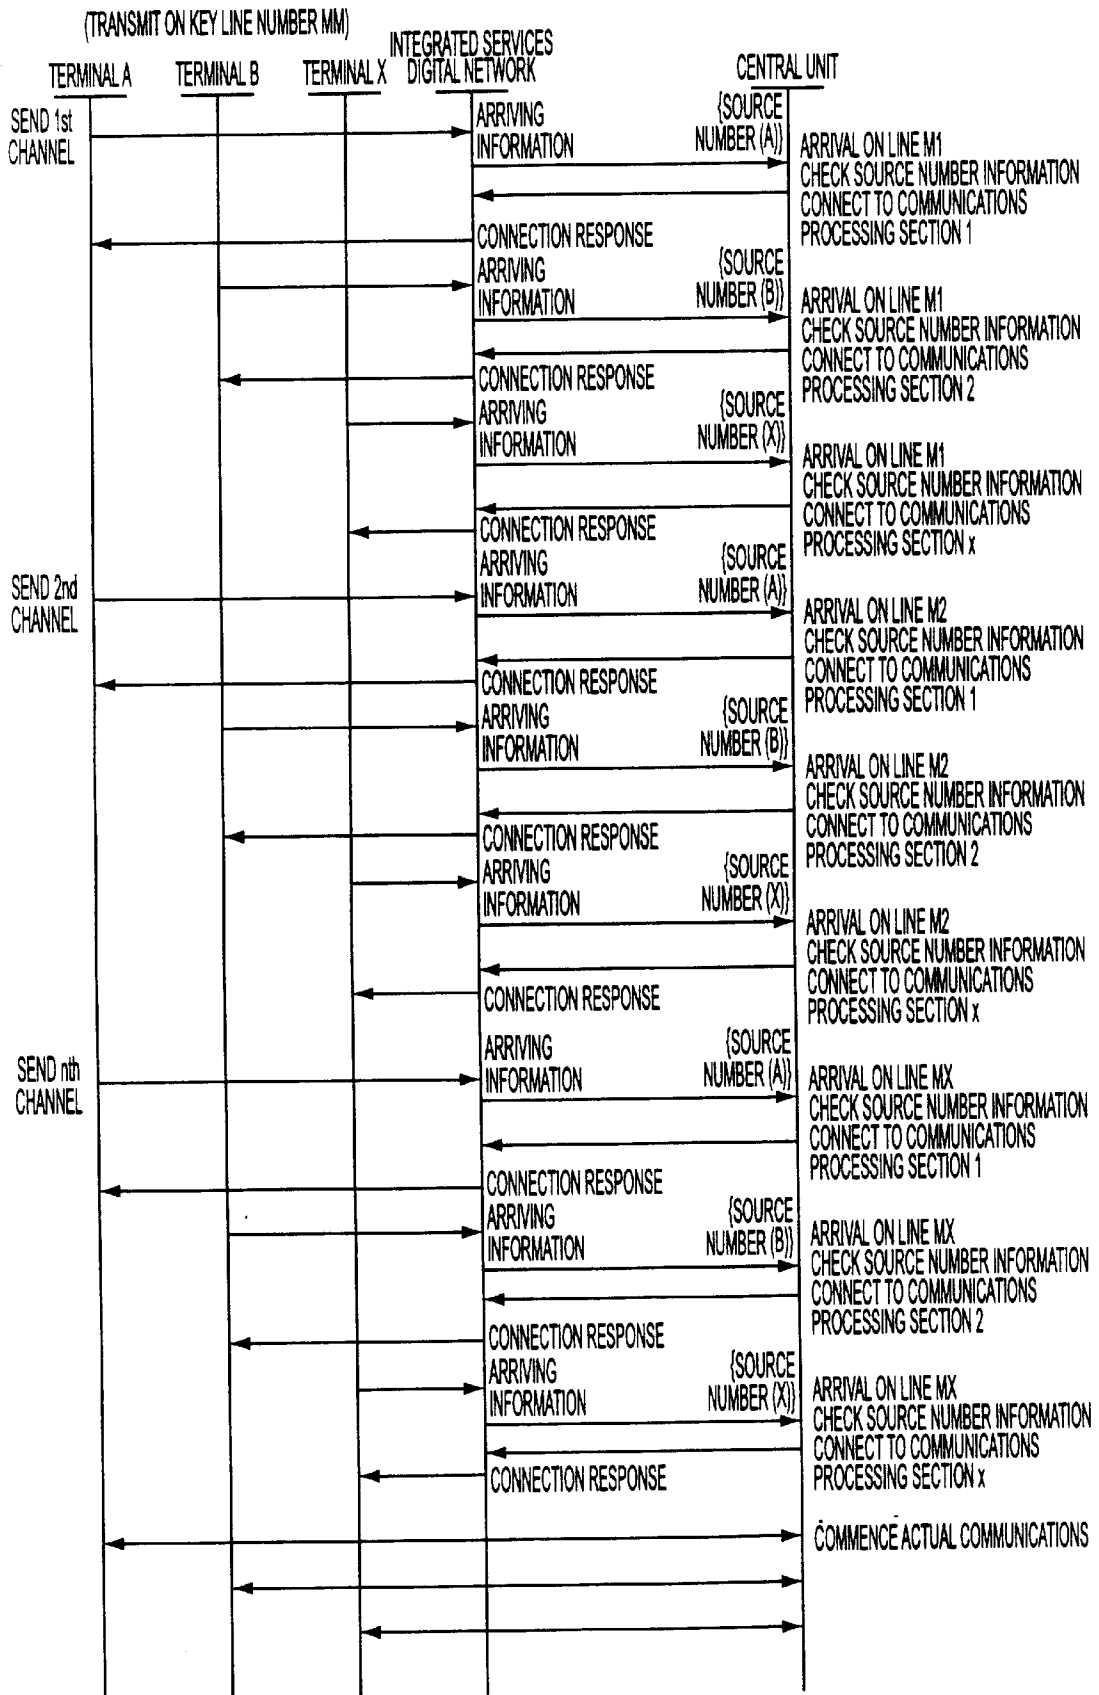 (TRANSMIT ON KEY LINE NUMBER MM)
TERMINAL A
TERMINAL B
TERMINAL X
INTEGRATED SERVICES
DIGITAL NETWORK
CENTRAL UNIT
SEND 1st
CHANNEL
ARRIVING
INFORMATION
{SOURCE
NUMBER (A)}
ARRIVAL ON LINE M1
CHECK SOURCE NUMBER INFORMATION
CONNECT TO COMMUNICATIONS
PROCESSING SECTION 1
CONNECTION RESPONSE
ARRIVING
INFORMATION
{SOURCE
NUMBER (B)}
ARRIVAL ON LINE M1
CHECK SOURCE NUMBER INFORMATION
CONNECT TO COMMUNICATIONS
PROCESSING SECTION 2
CONNECTION RESPONSE
ARRIVING
INFORMATION
{SOURCE
NUMBER (X)}
ARRIVAL ON LINE M1
CHECK SOURCE NUMBER INFORMATION
CONNECT TO COMMUNICATIONS
PROCESSING SECTION x
CONNECTION RESPONSE
SEND 2nd
CHANNEL
ARRIVING
INFORMATION
{SOURCE
NUMBER (A)}
ARRIVAL ON LINE M2
CHECK SOURCE NUMBER INFORMATION
CONNECT TO COMMUNICATIONS
PROCESSING SECTION 1
CONNECTION RESPONSE
ARRIVING
INFORMATION
{SOURCE
NUMBER (B)}
ARRIVAL ON LINE M2
CHECK SOURCE NUMBER INFORMATION
CONNECT TO COMMUNICATIONS
PROCESSING SECTION 2
CONNECTION RESPONSE
ARRIVING
INFORMATION
{SOURCE
NUMBER (X)}
ARRIVAL ON LINE M2
CHECK SOURCE NUMBER INFORMATION
CONNECT TO COMMUNICATIONS
PROCESSING SECTION x
CONNECTION RESPONSE
SEND nth
CHANNEL
ARRIVING
INFORMATION
{SOURCE
NUMBER (A)}
ARRIVAL ON LINE MX
CHECK SOURCE NUMBER INFORMATION
CONNECT TO COMMUNICATIONS
PROCESSING SECTION 1
CONNECTION RESPONSE
ARRIVING
INFORMATION
{SOURCE
NUMBER (B)}
ARRIVAL ON LINE MX
CHECK SOURCE NUMBER INFORMATION
CONNECT TO COMMUNICATIONS
PROCESSING SECTION 2
CONNECTION RESPONSE
ARRIVING
INFORMATION
{SOURCE
NUMBER (X)}
ARRIVAL ON LINE MX
CHECK SOURCE NUMBER INFORMATION
CONNECT TO COMMUNICATIONS
PROCESSING SECTION x
CONNECTION RESPONSE
COMMENCE ACTUAL COMMUNICATIONS